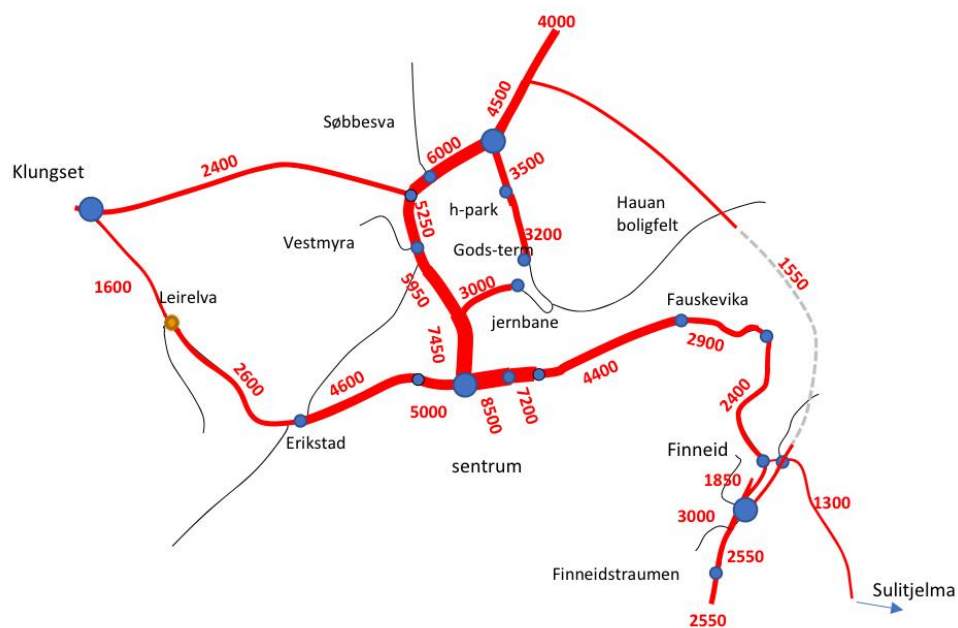 4000
4500
Søbbesva
6000
2400
3500
Klungset
h-park
Hauan
boligfelt
5250
Vestmyra
Gods-term
3200
1550
5950
3000
1600
Leirelva
Fauskevika
jernbane
7450
2900
2600
4600
4400
2400
5000
8500
7200
Erikstad
sentrum
Finneid
1850
1300
3000
2550
Finneidstraumen
Sulitjelma
2550